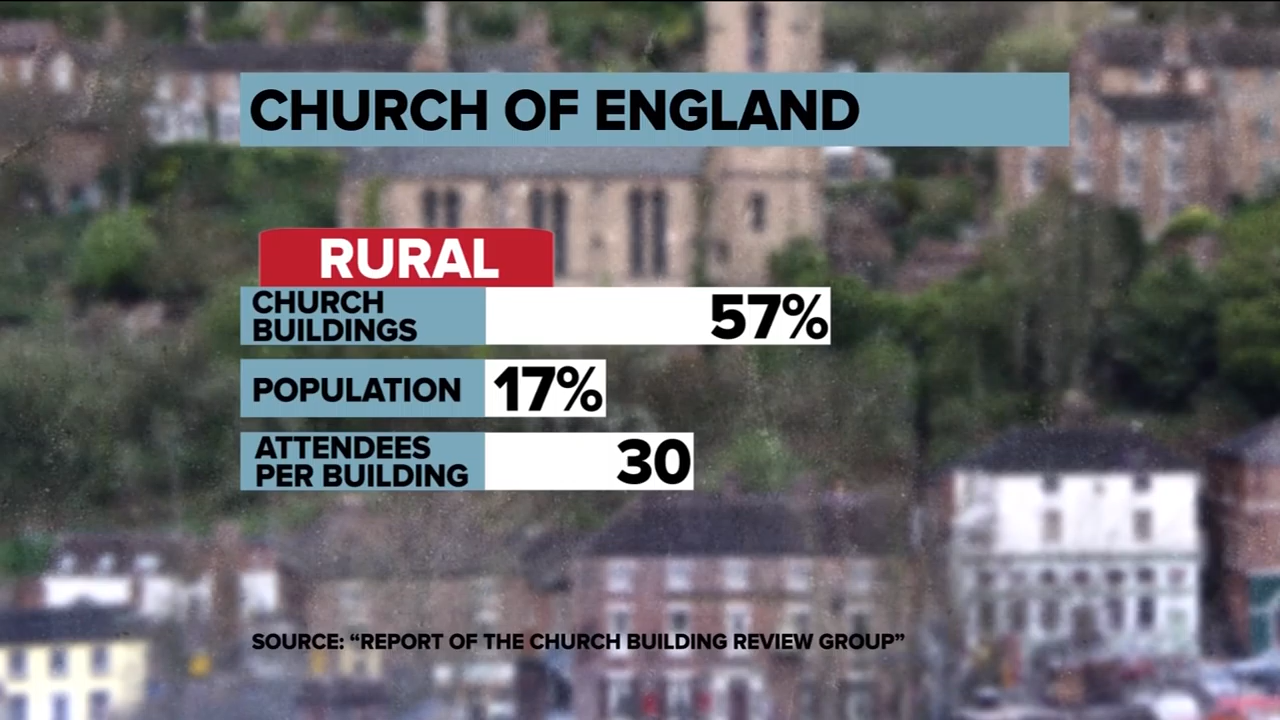 CHURCH OF ENGLAND
RURAL
CHURCH
BUILDINGS
57%
POPULATION
17%
ATTENDEES
PER BUILDING
30
SOURCE: “REPORT OF THE CHURCH BUILDING REVIEW GROUP”